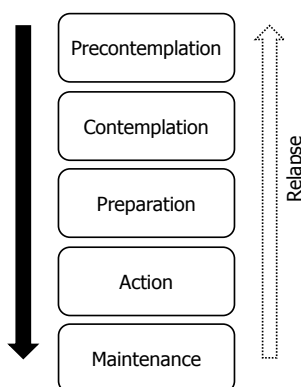 Precontemplation
Contemplation
Preparation
Action
Maintenance
Relapse